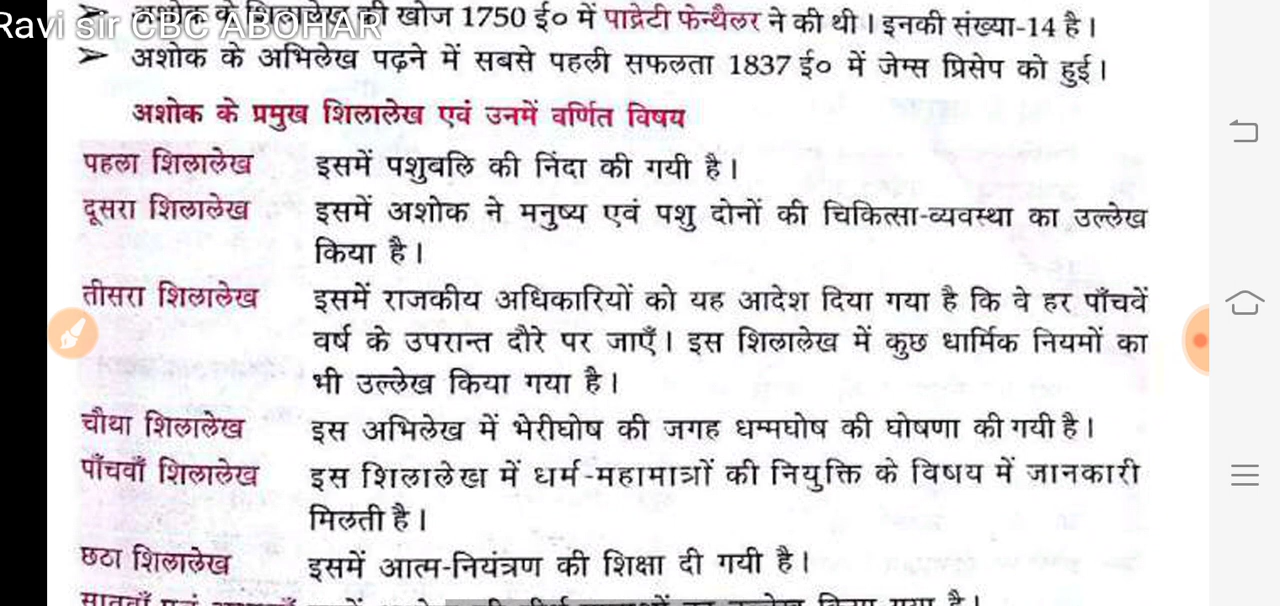 Ravi sir CBC ABOHAR
➢ अशोक के शिलालेख की खोज 1750 ई० में पाद्रेटी फेन्थैलर ने की थी। इनकी संख्या-14 है।
➢ अशोक के अभिलेख पढ़ने में सबसे पहली सफलता 1837 ई० में जेम्स प्रिसेप को हुई।
अशोक के प्रमुख शिलालेख एवं उनमें वर्णित विषय
पहला शिलालेख इसमें पशुबलि की निंदा की गयी है।
दूसरा शिलालेख इसमें अशोक ने मनुष्य एवं पशु दोनों की चिकित्सा-व्यवस्था का उल्लेख
किया है।
तीसरा शिलालेख इसमें राजकीय अधिकारियों को यह आदेश दिया गया है कि वे हर पाँचवें
वर्ष के उपरान्त दौरे पर जाएँ। इस शिलालेख में कुछ धार्मिक नियमों का
भी उल्लेख किया गया है।
चौथा शिलालेख इस अभिलेख में भेरीघोष की जगह धम्मघोष की घोषणा की गयी है।
पाँचवाँ शिलालेख इस शिलालेख में धर्म-महामात्रों की नियुक्ति के विषय में जानकारी
मिलती है।
छठा शिलालेख इसमें आत्म-नियंत्रण की शिक्षा दी गयी है।